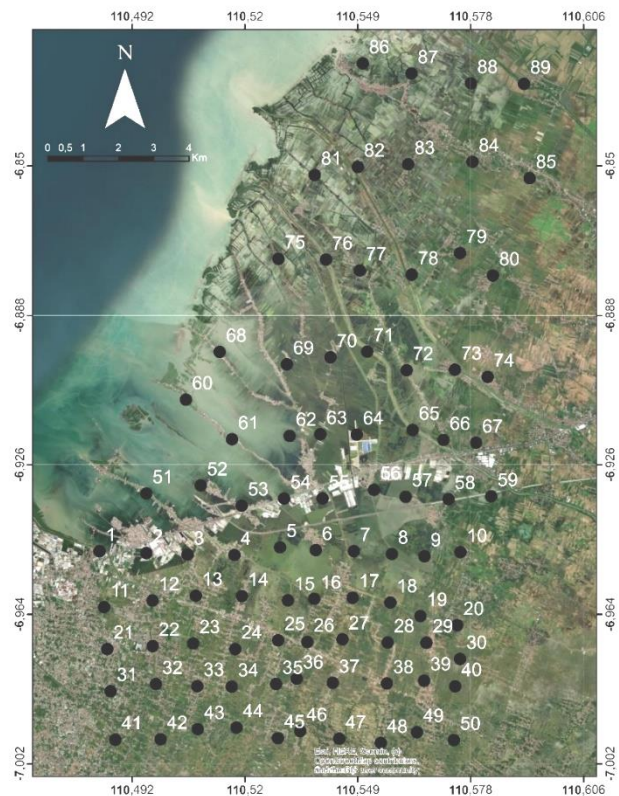 110,492 110,52 110,549 110,578 110,606
86 87 88 89
N
0 0,5 1 2 3 4
Km
-6,85 -6,85
81 82 83 84 85
75 76 77 78 79 80
-6,888 -6,888
68 69 70 71 72 73 74
60 61 62 63 64 65 66 67
-6,926 -6,926
51 52 53 54 55 56 57 58 59
1 2 3 4 5 6 7 8 9 10
11 12 13 14 15 16 17 18 19 20
-6,964 -6,964
21 22 23 24 25 26 27 28 29 30
31 32 33 34 35 36 37 38 39 40
41 42 43 44 45 46 47 48 49 50
Esri, HERE, Garmin, (c)
OpenStreetMap contributors,
user community
-7,002 -7,002
110,492 110,52 110,549 110,578 110,606